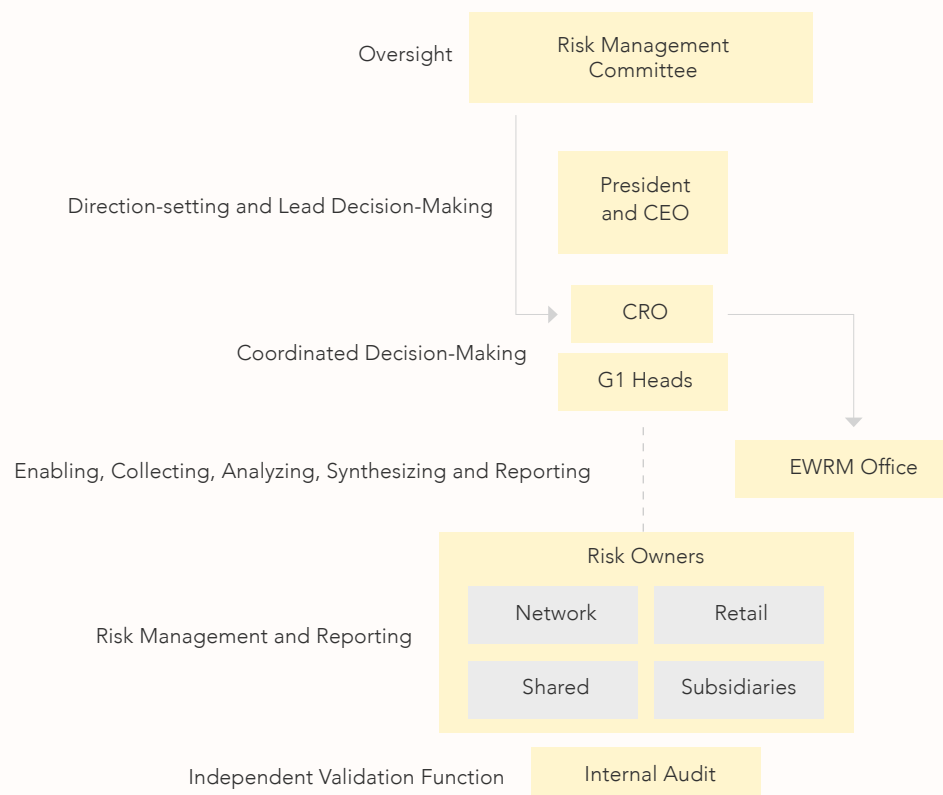 Oversight
Risk Management
Committee
Direction-setting and Lead Decision-Making
President
and CEO
CRO
Coordinated Decision-Making
G1 Heads
Enabling, Collecting, Analyzing, Synthesizing and Reporting
EWRM Office
Risk Owners
Network
Retail
Risk Management and Reporting
Shared
Subsidiaries
Independent Validation Function
Internal Audit